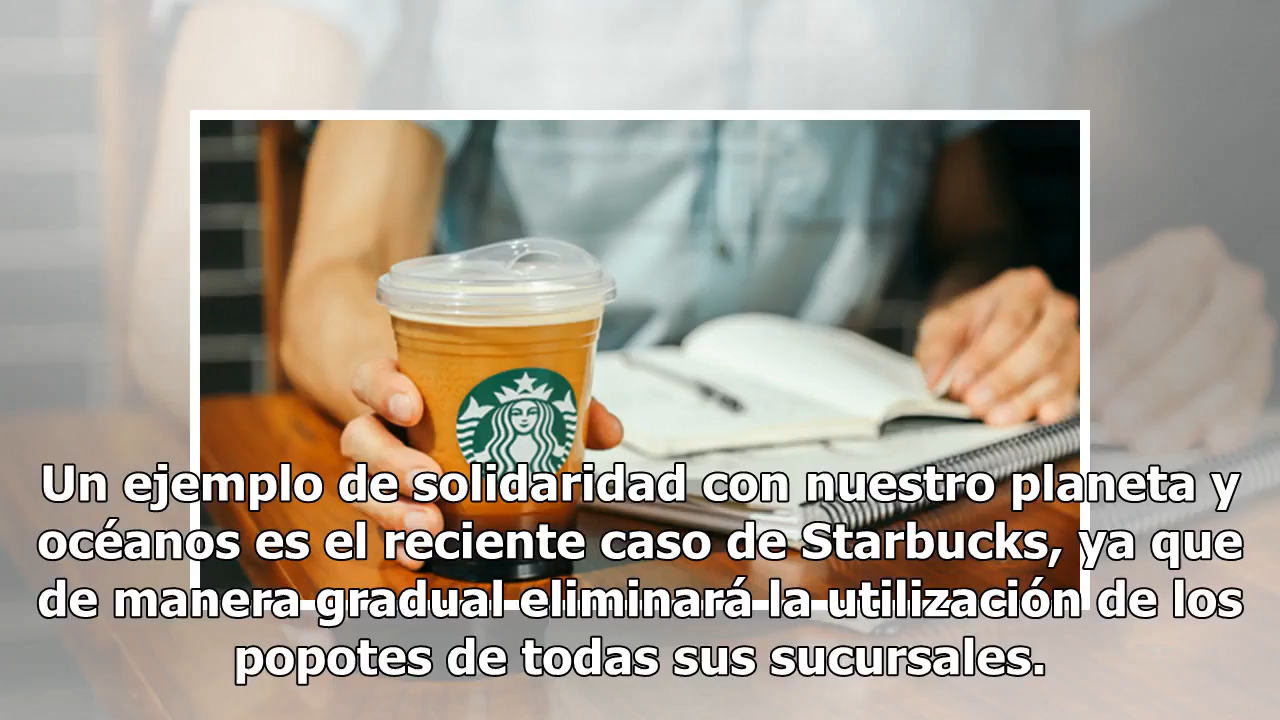 Un ejemplo de solidaridad con nuestro planeta y
océanos es el reciente caso de Starbucks, ya que
de manera gradual eliminará la utilización de los
popotes de todas sus sucursales.